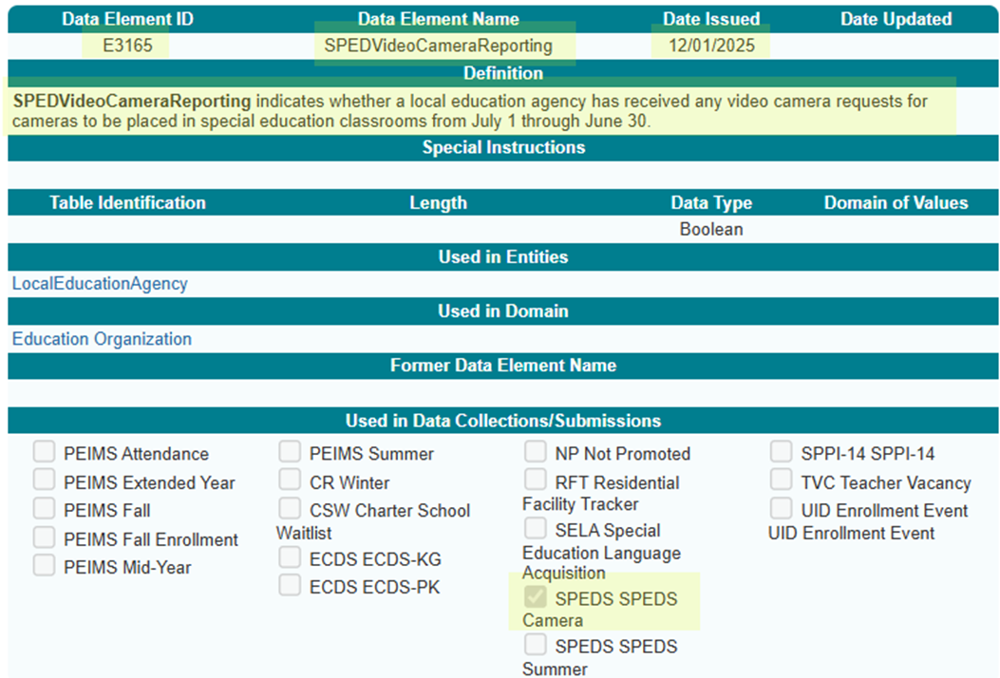 Data Element ID Data Element Name Date Issued Date Updated
E3165 SPEDVideoCameraReporting 12/01/2025
Definition
SPEDVideoCameraReporting indicates whether a local education agency has received any video camera requests for
cameras to be placed in special education classrooms from July 1 through June 30.
Special Instructions
Table Identification Length Data Type Domain of Values
Boolean
Used in Entities
LocalEducationAgency
Used in Domain
Education Organization
Former Data Element Name
Used in Data Collections/Submissions
PEIMS Attendance
PEIMS Extended Year
PEIMS Fall
PEIMS Fall Enrollment
PEIMS Mid-Year
PEIMS Summer
CR Winter
CSW Charter School
Waitlist
ECDS ECDS-KG
ECDS ECDS-PK
NP Not Promoted
RFT Residential
Facility Tracker
SELA Special
Education Language
Acquisition
SPEDS SPEDS
Camera
SPEDS SPEDS
Summer
SPPI-14 SPPI-14
TVC Teacher Vacancy
UID Enrollment Event
UID Enrollment Event